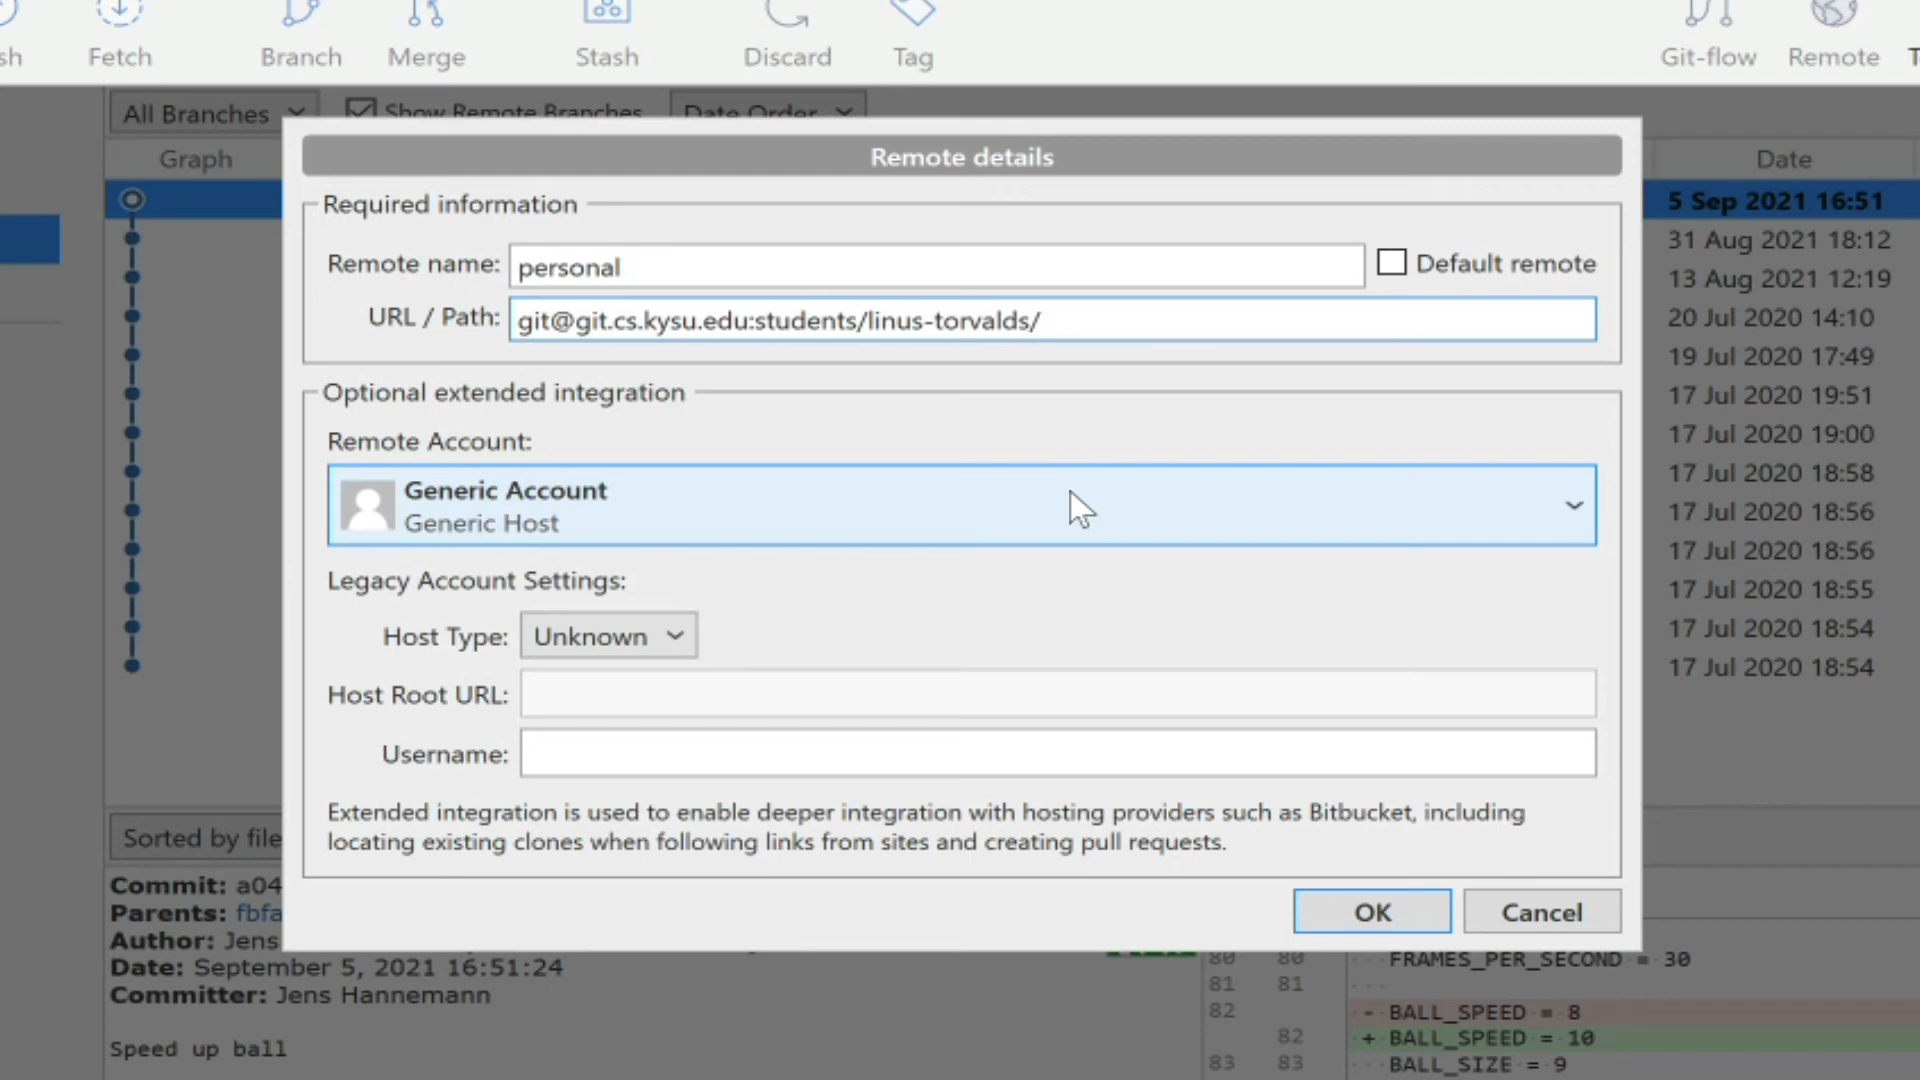 sh Fetch Branch Merge Stash Discard Tag Git-flow Remote
All Branches Show Remote Branches Date Order
Graph Date
Remote details
Required information
Remote name: personal Default remote
URL / Path: git@git.cs.kysu.edu:students/linus-torvalds/
Optional extended integration
Remote Account:
Generic Account
Generic Host
Legacy Account Settings:
Host Type: Unknown
Host Root URL:
Username:
Extended integration is used to enable deeper integration with hosting providers such as Bitbucket, including
locating existing clones when following links from sites and creating pull requests.
OK Cancel
5 Sep 2021 16:51
31 Aug 2021 18:12
13 Aug 2021 12:19
20 Jul 2020 14:10
19 Jul 2020 17:49
17 Jul 2020 19:51
17 Jul 2020 19:00
17 Jul 2020 18:58
17 Jul 2020 18:56
17 Jul 2020 18:56
17 Jul 2020 18:55
17 Jul 2020 18:54
17 Jul 2020 18:54
Sorted by file
Commit: a04
Parents: fbfa
Author: Jens
Date: September 5, 2021 16:51:24
Committer: Jens Hannemann
Speed up ball
80 80 FRAMES_PER_SECOND = 30
81 81
82 - BALL_SPEED = 8
82 + BALL_SPEED = 10
83 83 BALL_SIZE = 9